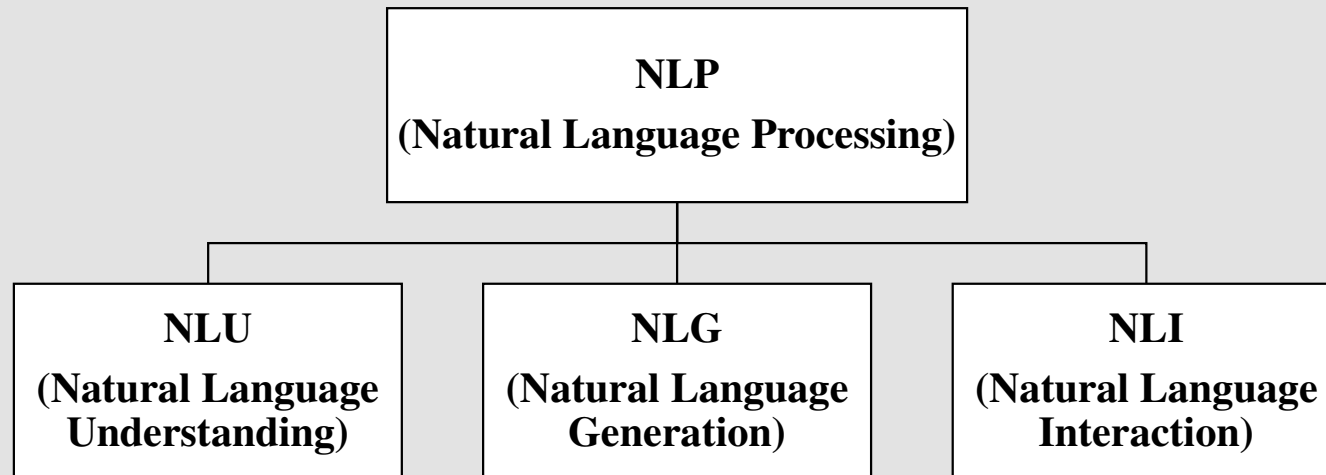 NLP
(Natural Language Processing)
NLU
(Natural Language
Understanding)
NLG
(Natural Language
Generation)
NLI
(Natural Language
Interaction)